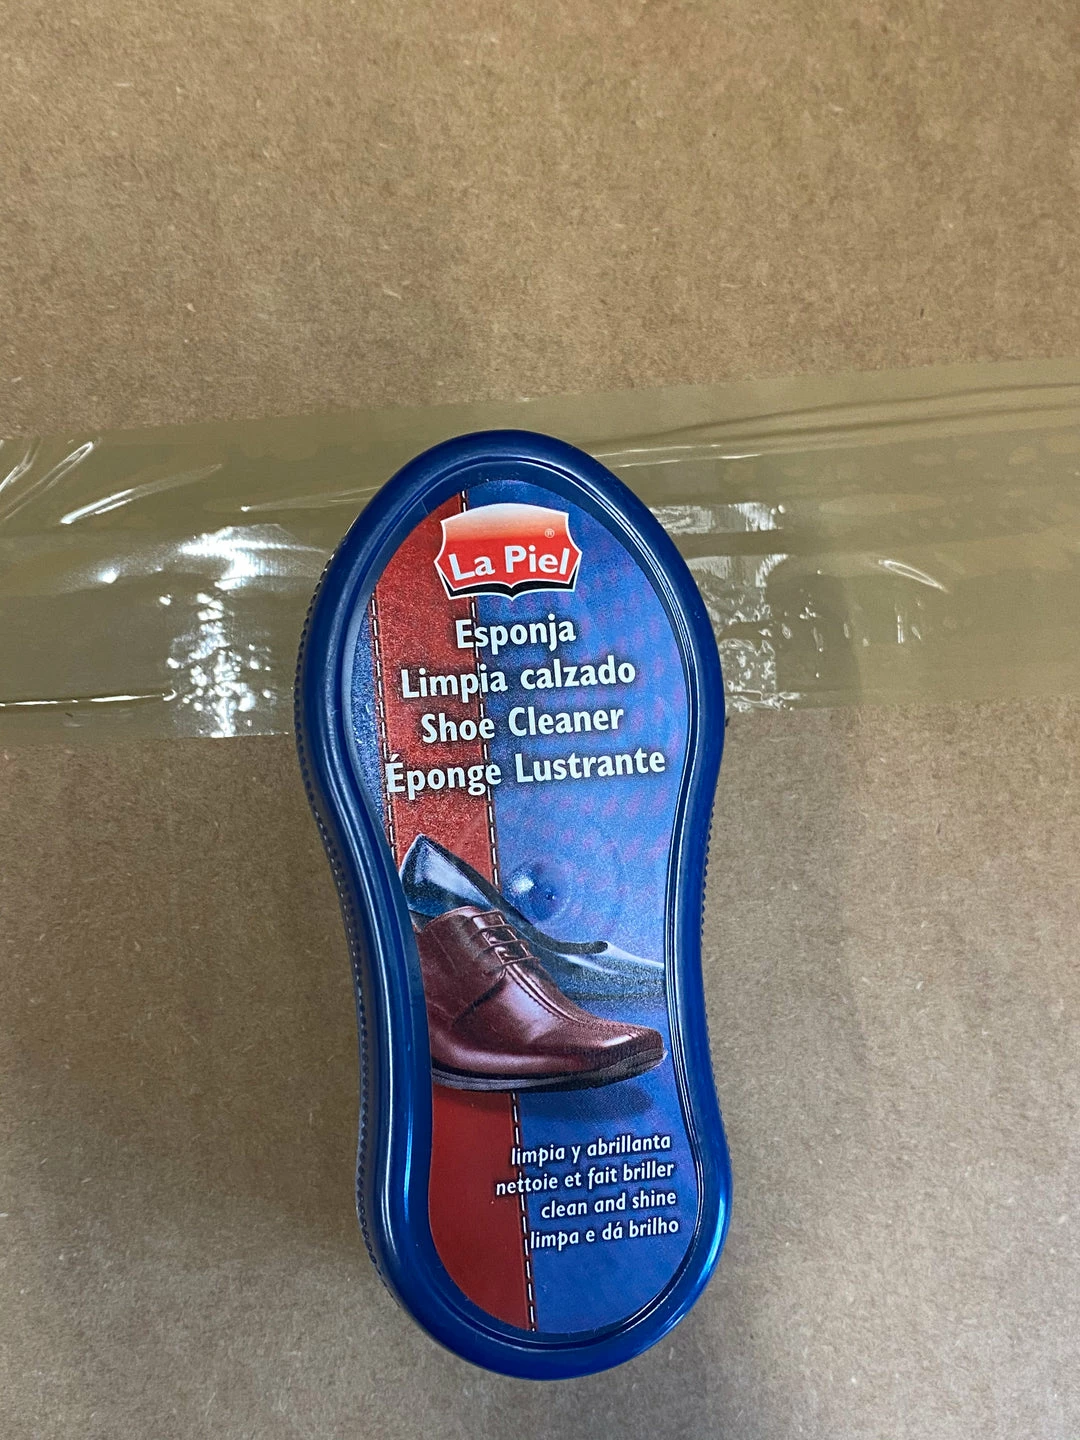 La Piel ®
Esponja
Limpia calzado
Shoe Cleaner
Éponge Lustrante
limpia y abrillanta
nettoie et fait briller
clean and shine
limpa e dá brilho